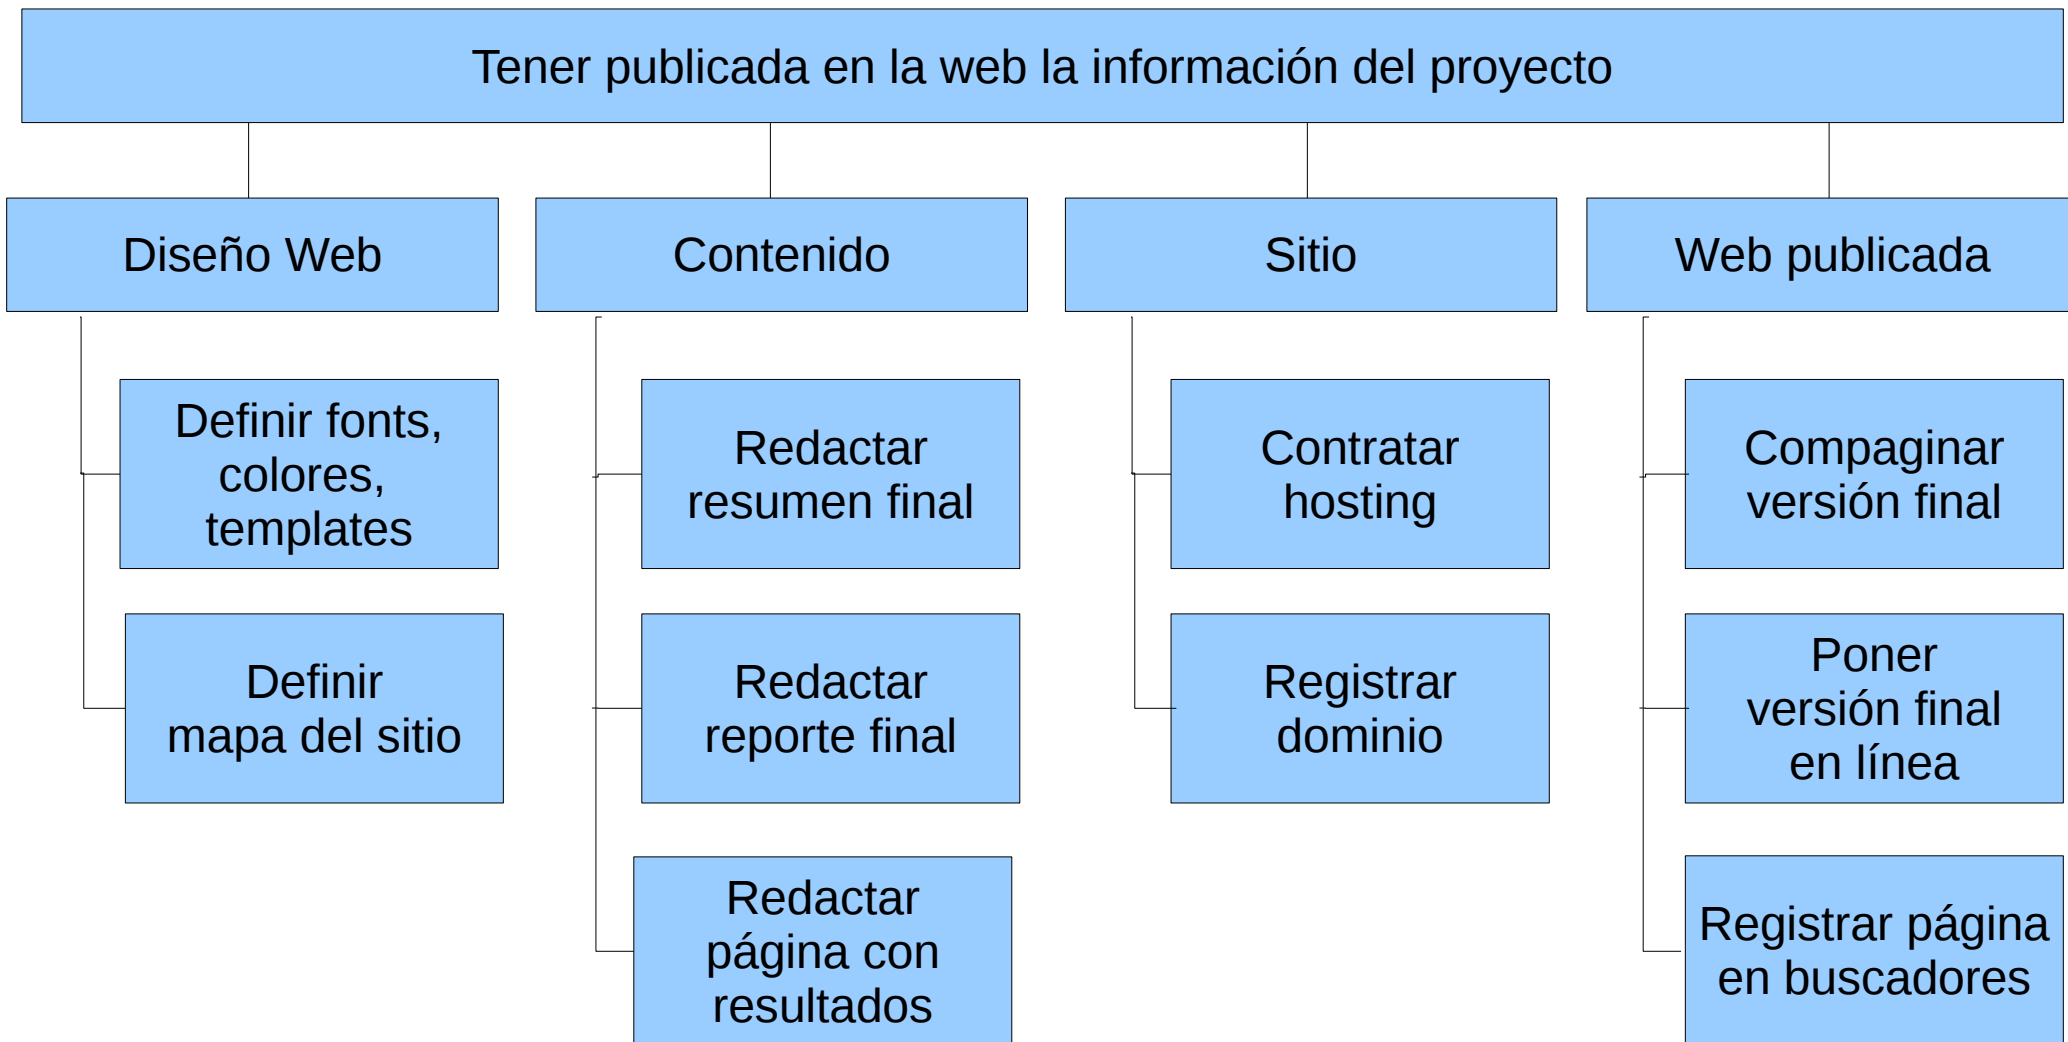 Tener publicada en la web la información del proyecto
Diseño Web
Contenido
Sitio
Web publicada
Definir fonts,
colores,
templates
Redactar
resumen final
Contratar
hosting
Compaginar
versión final
Definir
mapa del sitio
Redactar
reporte final
Registrar
dominio
Poner
versión final
en línea
Redactar
página con
resultados
Registrar página
en buscadores